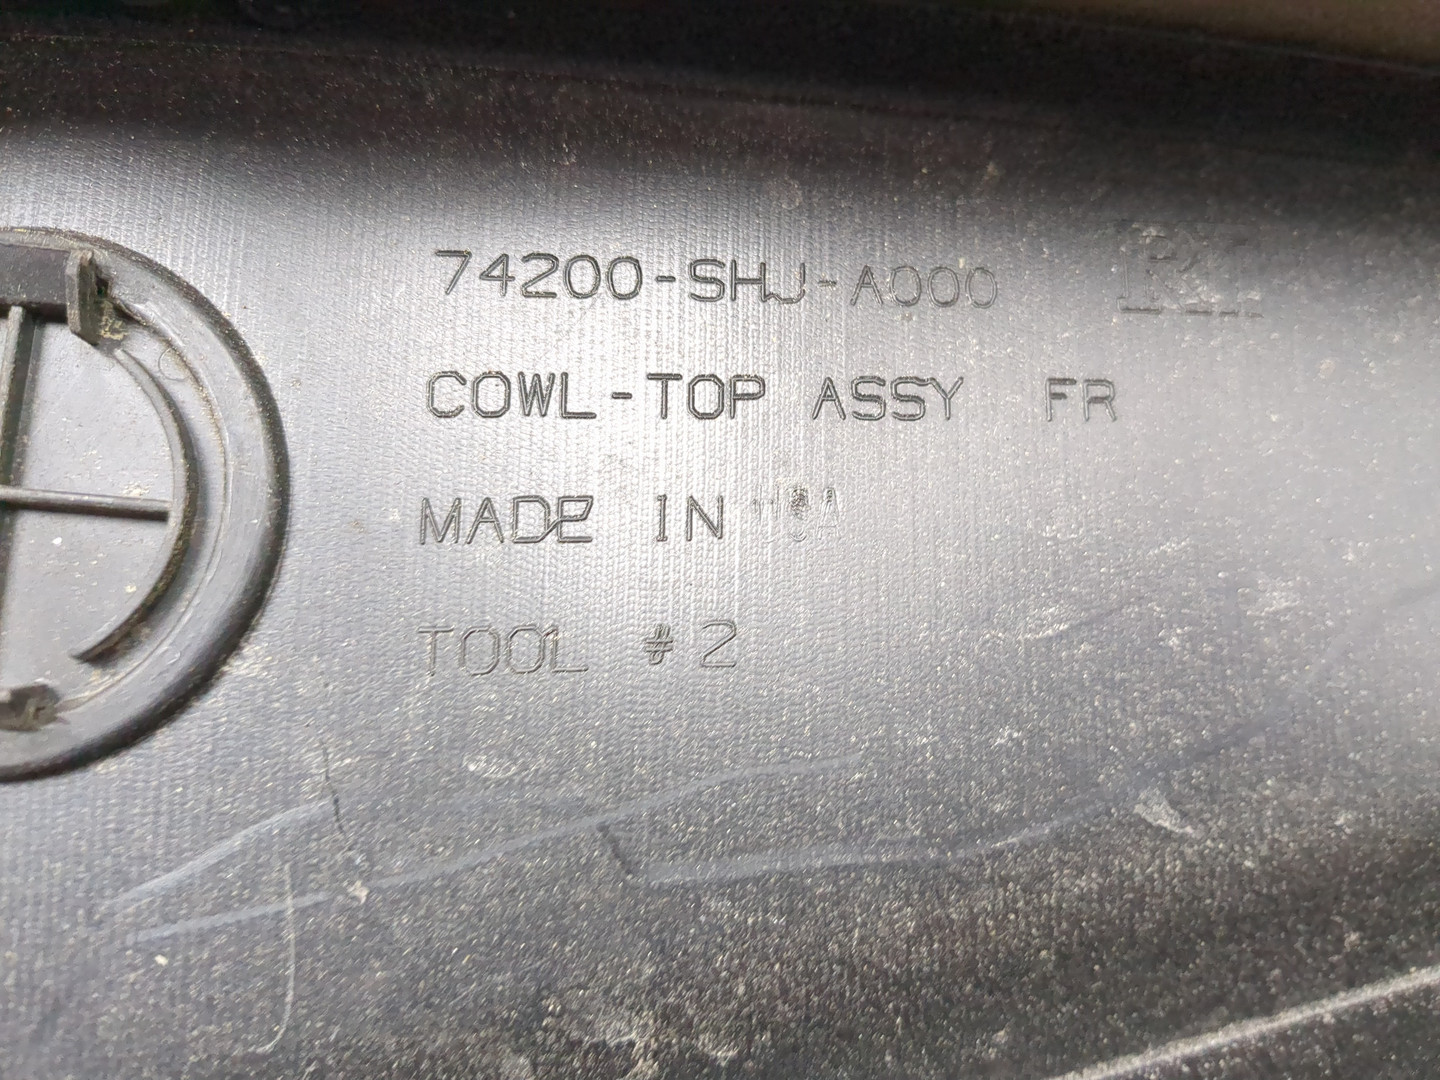 74200-SHJ-A000
COWL-TOP ASSY FR
MADE IN
TOOL #2